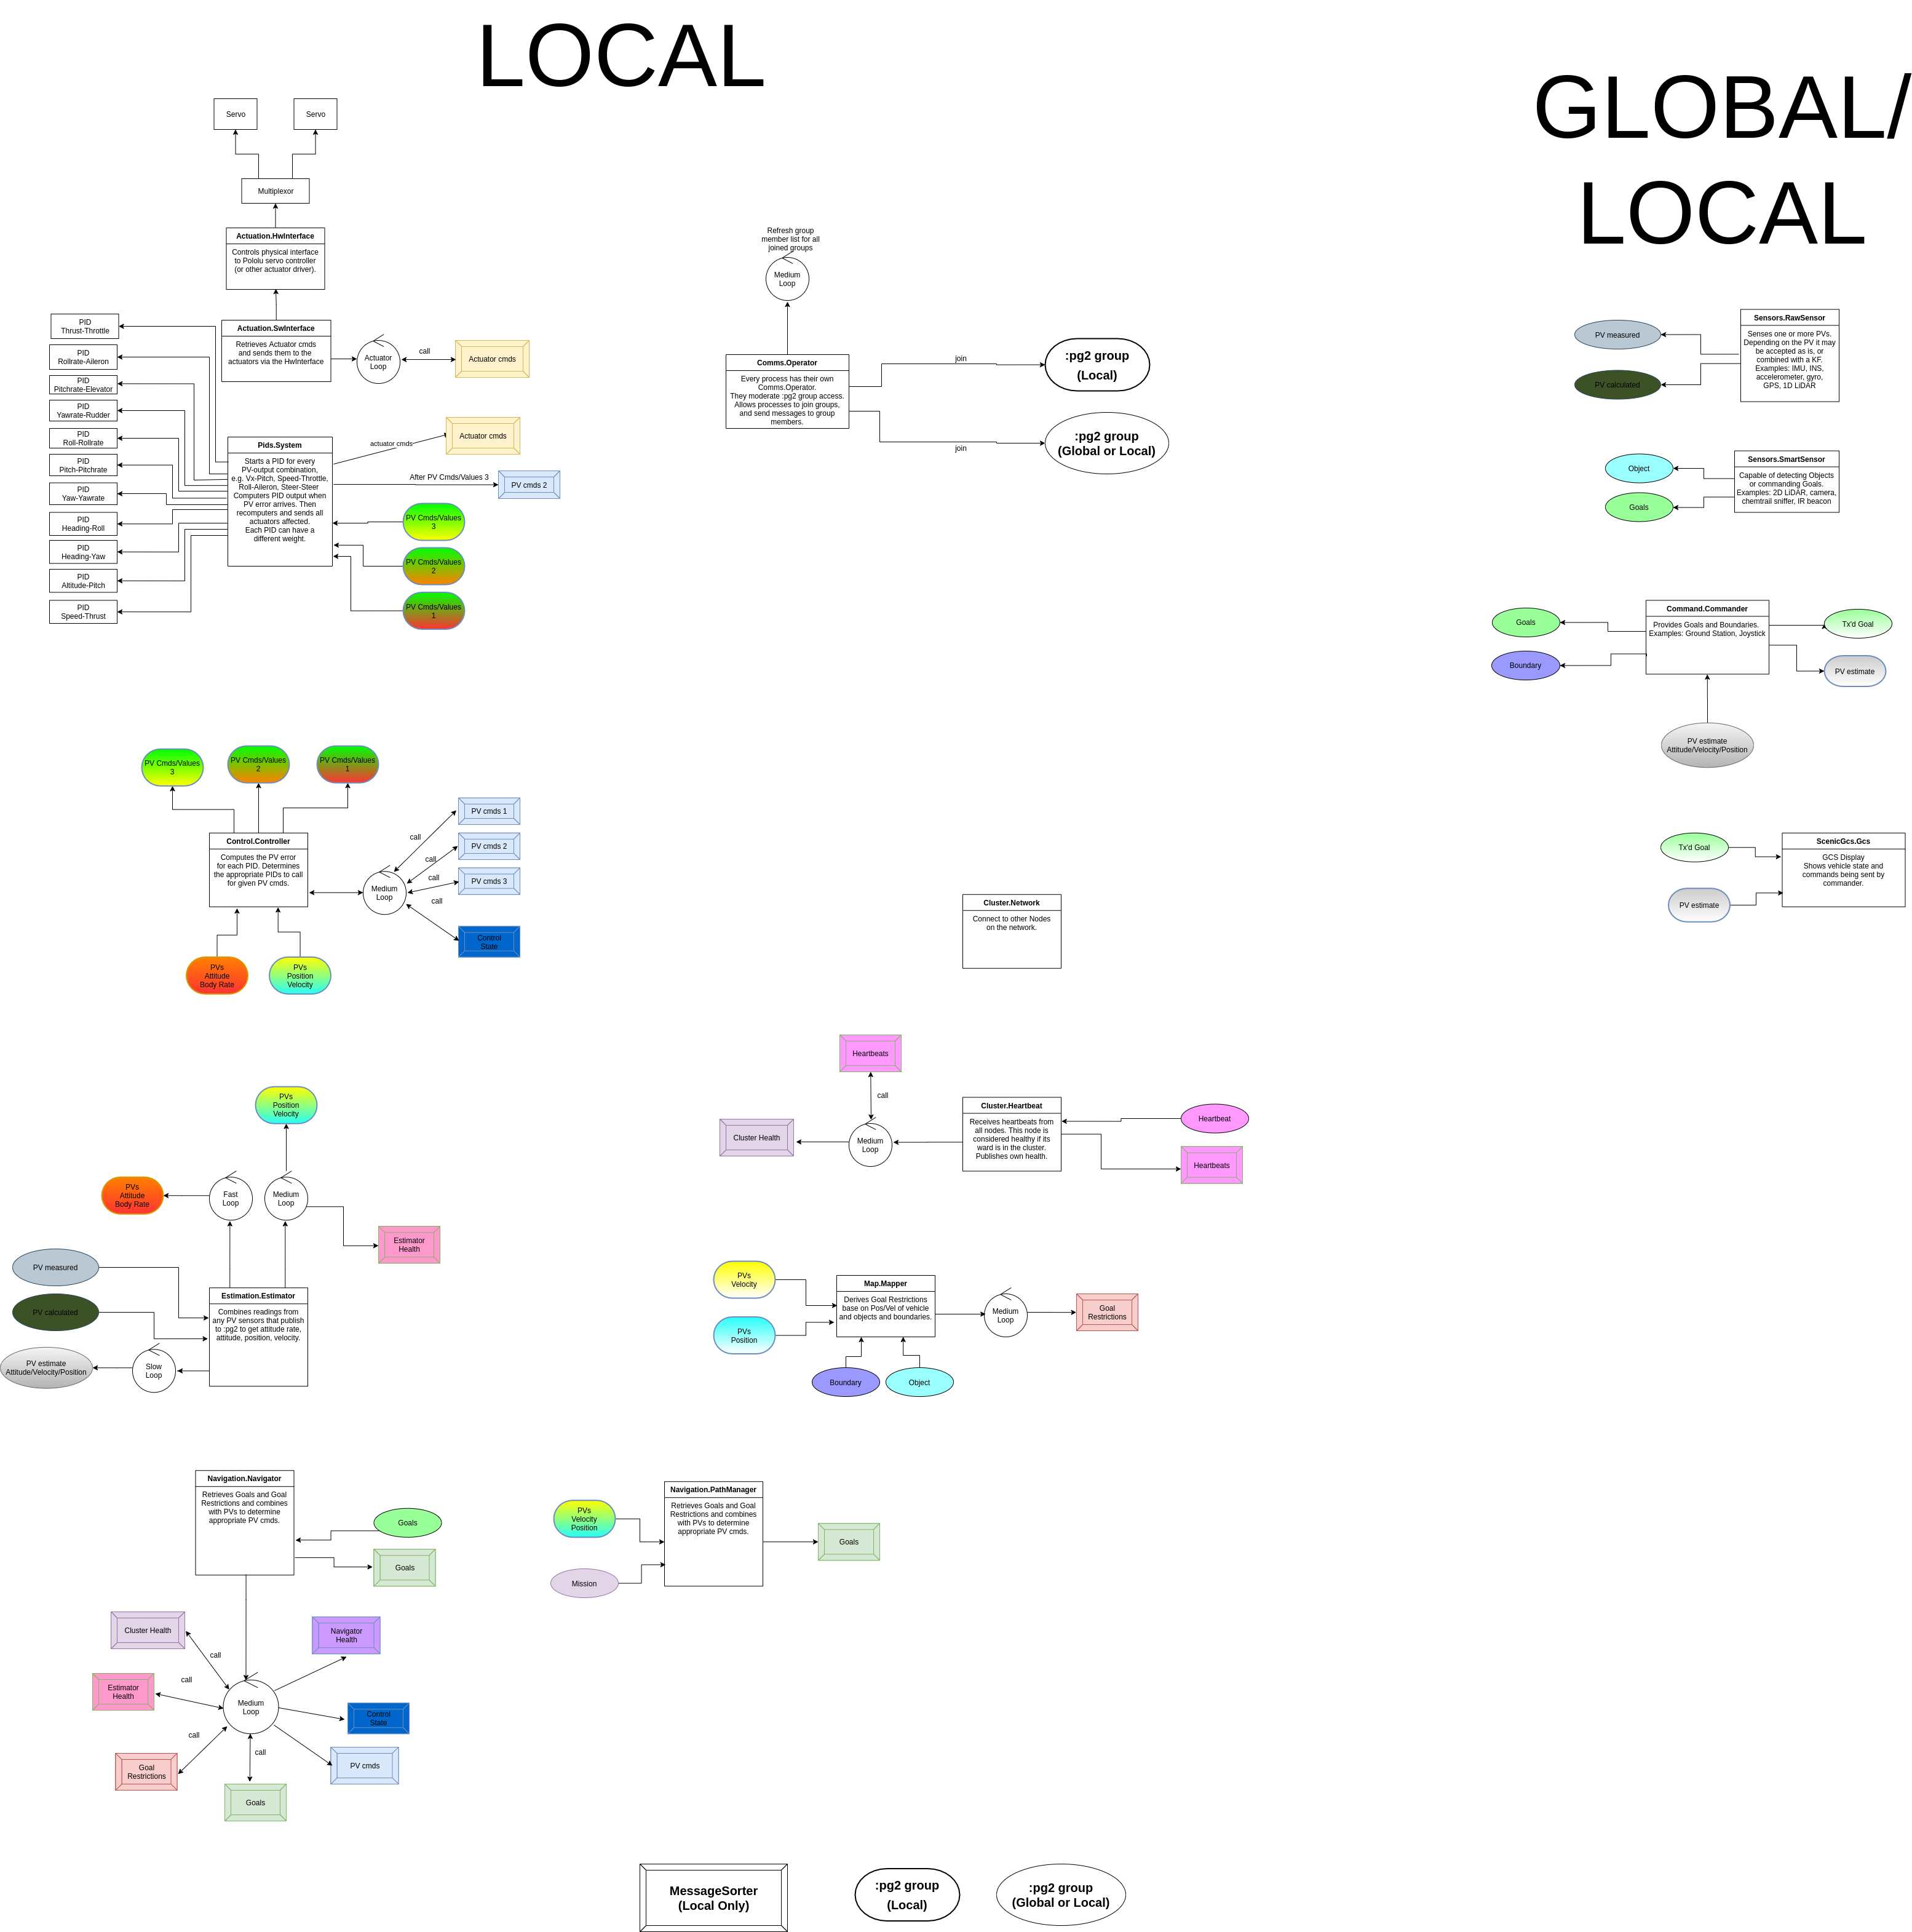 LOCAL
GLOBAL/
LOCAL
Servo
Servo
Multiplexor
Actuation.HwInterface
Controls physical interface
to Pololu servo controller
(or other actuator driver).
Actuation.SwInterface
Retrieves Actuator cmds
and sends them to the
actuators via the HwInterface
Actuator
Loop
call
Actuator cmds
PID
Thrust-Throttle
PID
Rollrate-Aileron
PID
Pitchrate-Elevator
PID
Yawrate-Rudder
PID
Roll-Rollrate
PID
Pitch-Pitchrate
PID
Yaw-Yawrate
PID
Heading-Roll
PID
Heading-Yaw
PID
Altitude-Pitch
PID
Speed-Thrust
Pids.System
Starts a PID for every
PV-output combination,
e.g. Vx-Pitch, Speed-Throttle,
Roll-Aileron, Steer-Steer
Computers PID output when
PV error arrives. Then
recomputers and sends all
actuators affected.
Each PID can have a
different weight.
actuator cmds
Actuator cmds
After PV Cmds/Values 3
PV cmds 2
PV Cmds/Values
3
PV Cmds/Values
2
PV Cmds/Values
1
Refresh group
member list for all
joined groups
Medium
Loop
Comms.Operator
Every process has their own
Comms.Operator.
They moderate :pg2 group access.
Allows processes to join groups,
and send messages to group
members.
join
join
:pg2 group
(Local)
:pg2 group
(Global or Local)
PV measured
PV calculated
Sensors.RawSensor
Senses one or more PVs.
Depending on the PV it may
be accepted as is, or
combined with a KF.
Examples: IMU, INS,
accelerometer, gyro,
GPS, 1D LiDAR
Object
Goals
Sensors.SmartSensor
Capable of detecting Objects
or commanding Goals.
Examples: 2D LiDAR, camera,
chemtrail sniffer, IR beacon
Goals
Boundary
Command.Commander
Provides Goals and Boundaries.
Examples: Ground Station, Joystick
Tx'd Goal
PV estimate
PV estimate
Attitude/Velocity/Position
Tx'd Goal
PV estimate
ScenicGcs.Gcs
GCS Display
Shows vehicle state and
commands being sent by
commander.
PV Cmds/Values
3
PV Cmds/Values
2
PV Cmds/Values
1
Control.Controller
Computes the PV error
for each PID. Determines
the appropriate PIDs to call
for given PV cmds.
Medium
Loop
call
call
call
call
PV cmds 1
PV cmds 2
PV cmds 3
Control
State
PVs
Attitude
Body Rate
PVs
Position
Velocity
Cluster.Network
Connect to other Nodes
on the network.
Heartbeats
call
Cluster Health
Medium
Loop
Cluster.Heartbeat
Receives heartbeats from
all nodes. This node is
considered healthy if its
ward is in the cluster.
Publishes own health.
Heartbeat
Heartbeats
PVs
Position
Velocity
PVs
Attitude
Body Rate
Fast
Loop
Medium
Loop
Estimator
Health
PV measured
PV calculated
PV estimate
Attitude/Velocity/Position
Slow
Loop
Estimation.Estimator
Combines readings from
any PV sensors that publish
to :pg2 to get attitude rate,
attitude, position, velocity.
PVs
Velocity
PVs
Position
Map.Mapper
Derives Goal Restrictions
base on Pos/Vel of vehicle
and objects and boundaries.
Medium
Loop
Goal
Restrictions
Boundary
Object
Navigation.Navigator
Retrieves Goals and Goal
Restrictions and combines
with PVs to determine
appropriate PV cmds.
Goals
Goals
PVs
Velocity
Position
Mission
Navigation.PathManager
Retrieves Goals and Goal
Restrictions and combines
with PVs to determine
appropriate PV cmds.
Goals
Cluster Health
call
Estimator
Health
call
Goal
Restrictions
call
Medium
Loop
call
Goals
Navigator
Health
Control
State
PV cmds
MessageSorter
(Local Only)
:pg2 group
(Local)
:pg2 group
(Global or Local)